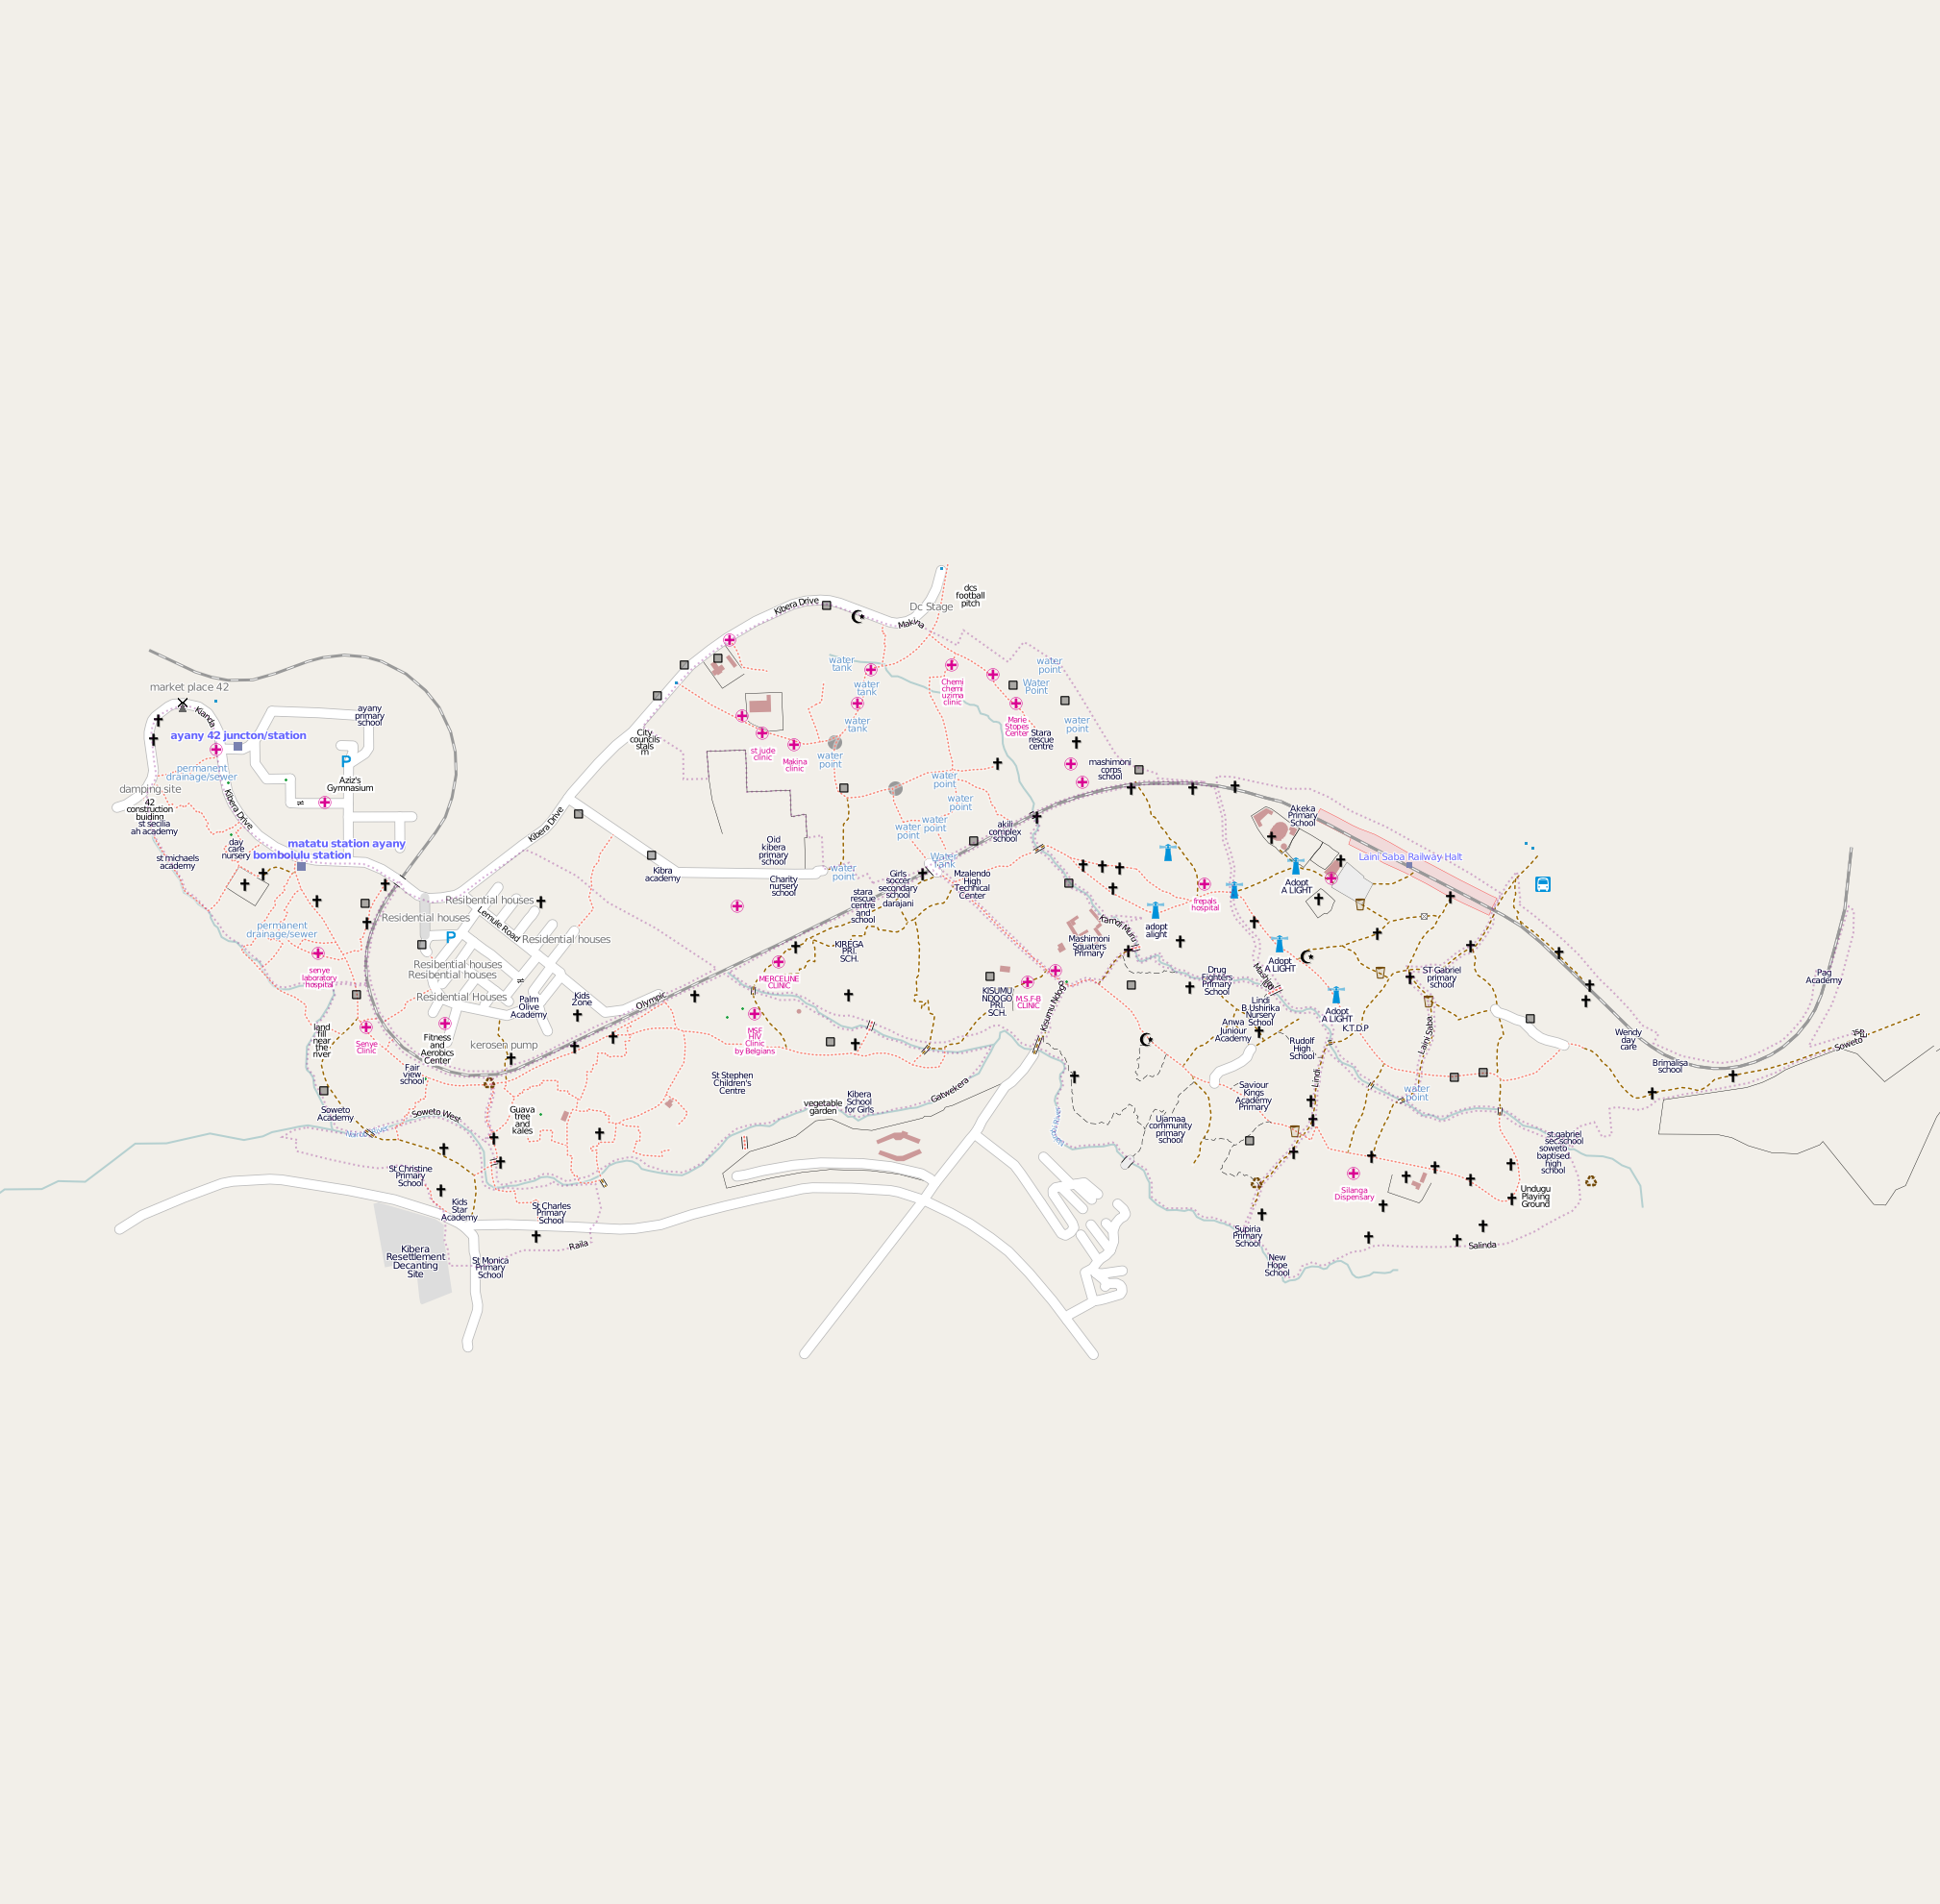 dcs
football
pitch
Dc Stage
Kibera Drive
Makina
water
tank
water
point
Water
Point
water
tank
Chemi
chemi
uzima
clinic
market place 42
Kianda
ayany
primary
school
ayany 42 juncton/station
water
tank
Marie
Stopes
Center
water
point
City
councils
stals
m
st jude
clinic
Makina
clinic
Stara
rescue
centre
water
point
permanent
drainage/sewer
mashimoni
corps
school
Aziz's
Gymnasium
water
point
damping site
42
construction
buiding
st secilia
ah academy
Kibera Drive
water
point
Akeka
Primary
School
Kibera Drive
water
point
water
point
akili
complex
school
day
care
nursery
matatu station ayany
bombolulu station
Oid
kibera
primary
school
st michaels
academy
Water
Tank
Laini Saba Railway Halt
Kibra
academy
Charity
nursery
school
water
point
Girls
soccer
secondary
school
darajani
Mzalendo
High
Technical
Center
Adopt
A LIGHT
stara
rescue
centre
and
school
frepals
hospital
Resibential houses
Residential houses
Lemule Road
adopt
alight
permanent
drainage/sewer
Residential houses
KIREGA
PRI.
SCH.
Mashimoni
Squaters
Primary
Resibential houses
Resibential houses
Adopt
A LIGHT
senye
laboratory
hospital
MERCELINE
CLINIC
Drug
Fighters
Primary
School
Mashimo
ST Gabriel
primary
school
Pag
Academy
Residential Houses
Palm
Olive
Academy
Kids
Zone
Olympic
KISUMU
NDOGO
PRI.
SCH.
M.S.F-B
CLINIC
Kisumu Ndogo
Lindi
B Ushirika
Nursery
School
Adopt
A LIGHT
K.T.D.P
Anwa
Juniour
Academy
land
fill
near
the
river
Senye
Clinic
Fitness
and
Aerobics
Center
kerosen pump
MSF
HIV
Clinic
by Belgians
Rudolf
High
School
Laini Saba
Wendy
day
care
Soweto
Brimalisa
school
Fair
view
school
St Stephen
Children's
Centre
Lindi
Saviour
Kings
Academy
Primary
water
point
Soweto
Academy
Soweto West
Guava
tree
and
kales
vegetable
garden
Kibera
School
for Girls
Gatwekera
Ujamaa
community
primary
school
st.gabriel
sec.school
soweto
baptised
high
school
St Christine
Primary
School
Silanga
Dispensary
Undugu
Playing
Ground
Kids
Star
Academy
St Charles
Primary
School
Raila
Supiria
Primary
School
Salinda
Kibera
Resettlement
Decanting
Site
St Monica
Primary
School
New
Hope
School